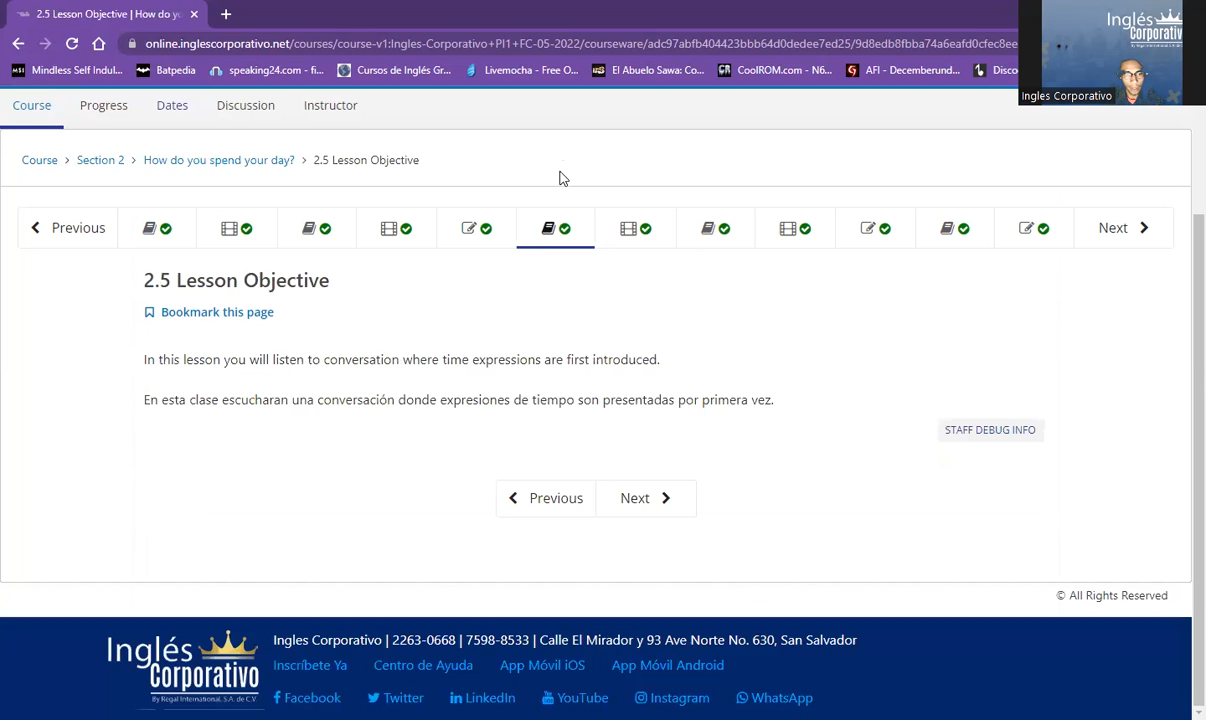 2.5 Lesson Objective | How do yo
online.inglescorporativo.net/courses/course-v1:Ingles-Corporativo+PI1+FC-05-2022/courseware/adc97abfb404423bbb64d0dedee7ed25/9d8edb8fbba74a6eafd0cfec8ee
Mindless Self Indul... Batpedia speaking24.com - fi... Cursos de Inglés Gr... Livemocha - Free O... El Abuelo Sawa: Co... CoolROM.com - N6... AFI - Decemberund... Disco
Inglés
Corporativo
Ingles Corporativo
Course Progress Dates Discussion Instructor
Course > Section 2 > How do you spend your day? > 2.5 Lesson Objective
Previous Next
2.5 Lesson Objective
Bookmark this page
In this lesson you will listen to conversation where time expressions are first introduced.
En esta clase escucharan una conversación donde expresiones de tiempo son presentadas por primera vez.
STAFF DEBUG INFO
Previous Next
© All Rights Reserved
Inglés
Corporativo
By Regal International, S.A. de C.V.
Ingles Corporativo | 2263-0668 | 7598-8533 | Calle El Mirador y 93 Ave Norte No. 630, San Salvador
Inscríbete Ya Centro de Ayuda App Móvil iOS App Móvil Android
Facebook Twitter LinkedIn YouTube Instagram WhatsApp